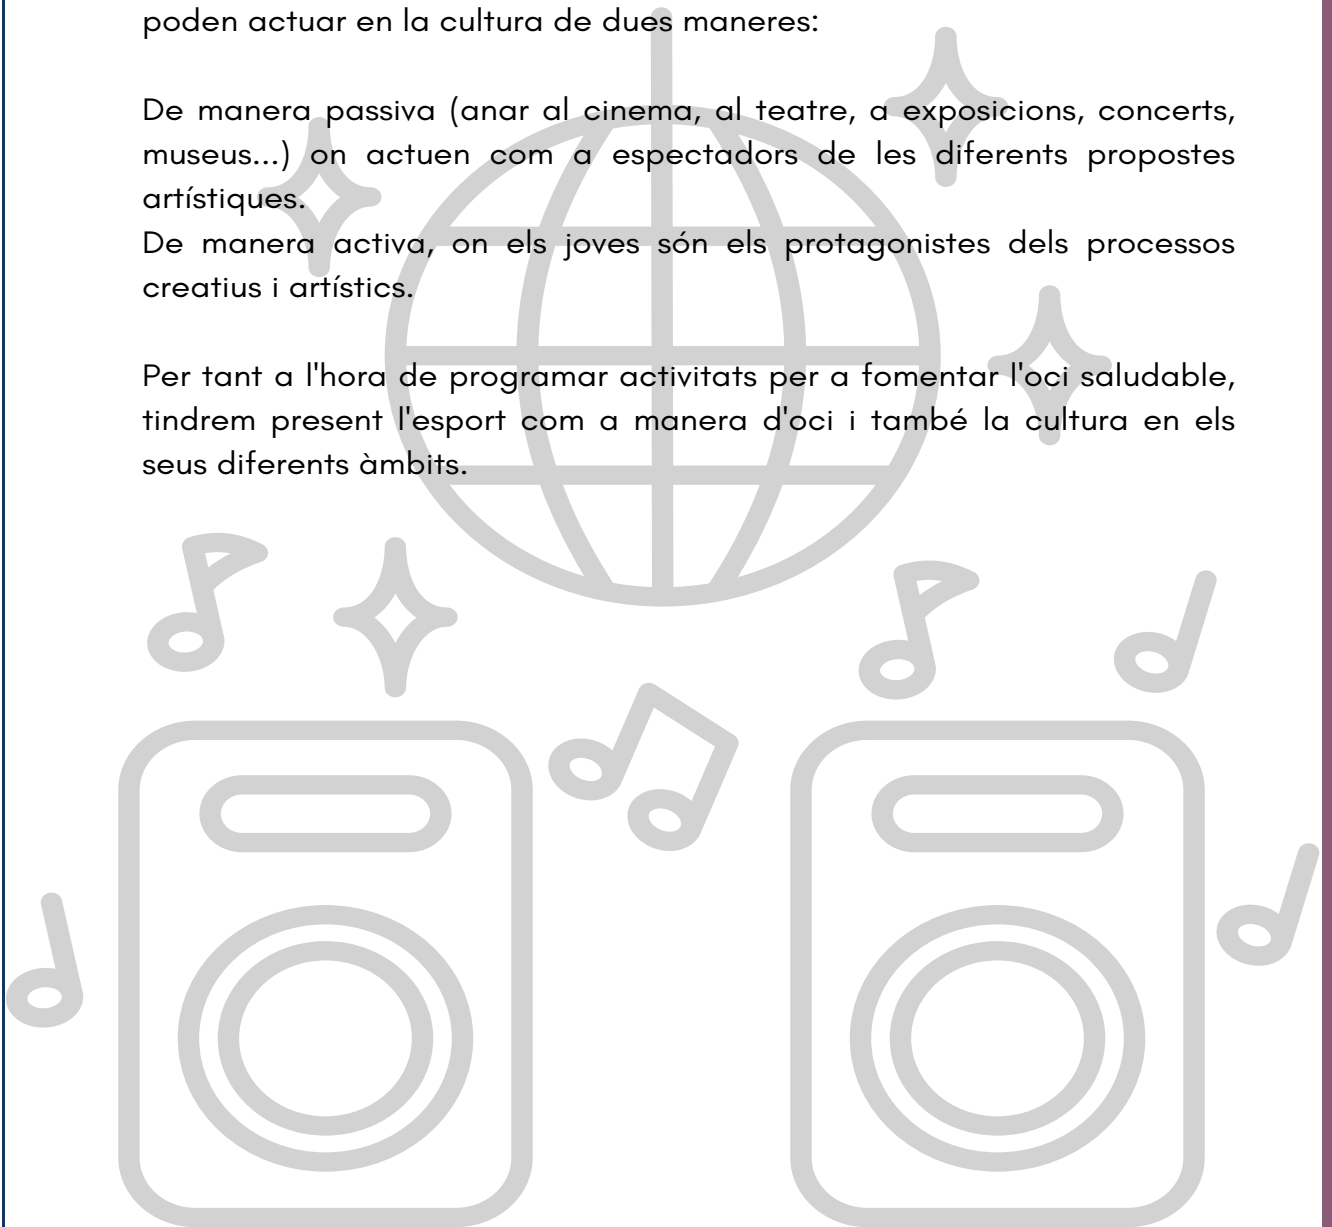 poden actuar en la cultura de dues maneres:
De manera passiva (anar al cinema, al teatre, a exposicions, concerts,
museus...) on actuen com a espectadors de les diferents propostes
artístiques.
De manera activa, on els joves són els protagonistes dels processos
creatius i artístics.
Per tant a l'hora de programar activitats per a fomentar l'oci saludable,
tindrem present l'esport com a manera d'oci i també la cultura en els
seus diferents àmbits.